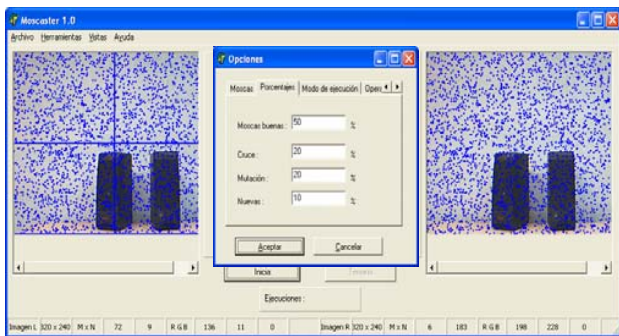 Moscaster 1.0
Archivo Herramientas Vistas Ayuda
Opciones
Moscas Porcentajes Modo de ejecución Oper
Moscas buenas : 50 %
Cruce : 20 %
Mutación : 20 %
Nuevas : 10 %
Aceptar Cancelar
Inicia
Ejecuciones :
Imagen L 320 x 240 M x N 72 9 R G B 136 11 0 Imagen R 320 x 240 M x N 6 183 R G B 198 228 0